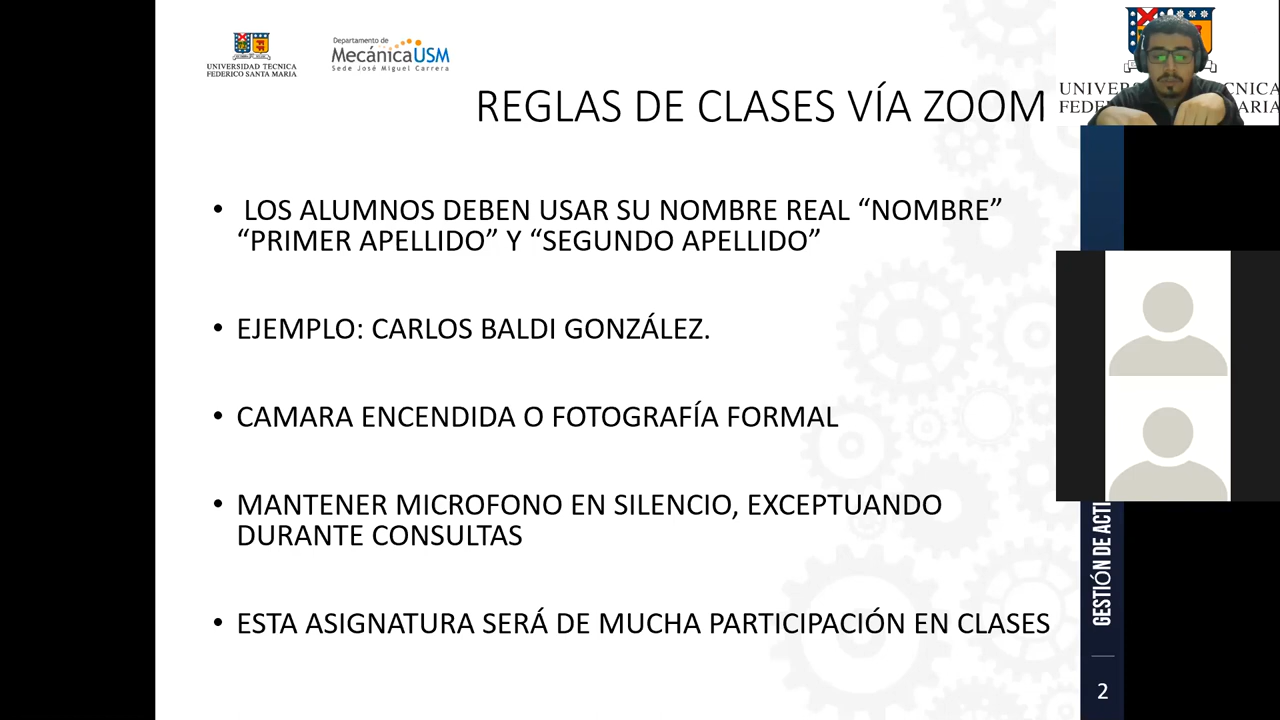 UNIVERSIDAD TECNICA
FEDERICO SANTA MARIA
Departamento de
MecánicaUSM
Sede José Miguel Carrera
REGLAS DE CLASES VÍA ZOOM
• LOS ALUMNOS DEBEN USAR SU NOMBRE REAL “NOMBRE”
“PRIMER APELLIDO” Y “SEGUNDO APELLIDO”
• EJEMPLO: CARLOS BALDI GONZÁLEZ.
• CAMARA ENCENDIDA O FOTOGRAFÍA FORMAL
• MANTENER MICROFONO EN SILENCIO, EXCEPTUANDO
DURANTE CONSULTAS
• ESTA ASIGNATURA SERÁ DE MUCHA PARTICIPACIÓN EN CLASES
GESTIÓN DE
2